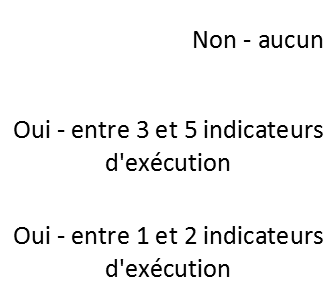 Non - aucun
Oui - entre 3 et 5 indicateurs
d'exécution
Oui - entre 1 et 2 indicateurs
d'exécution